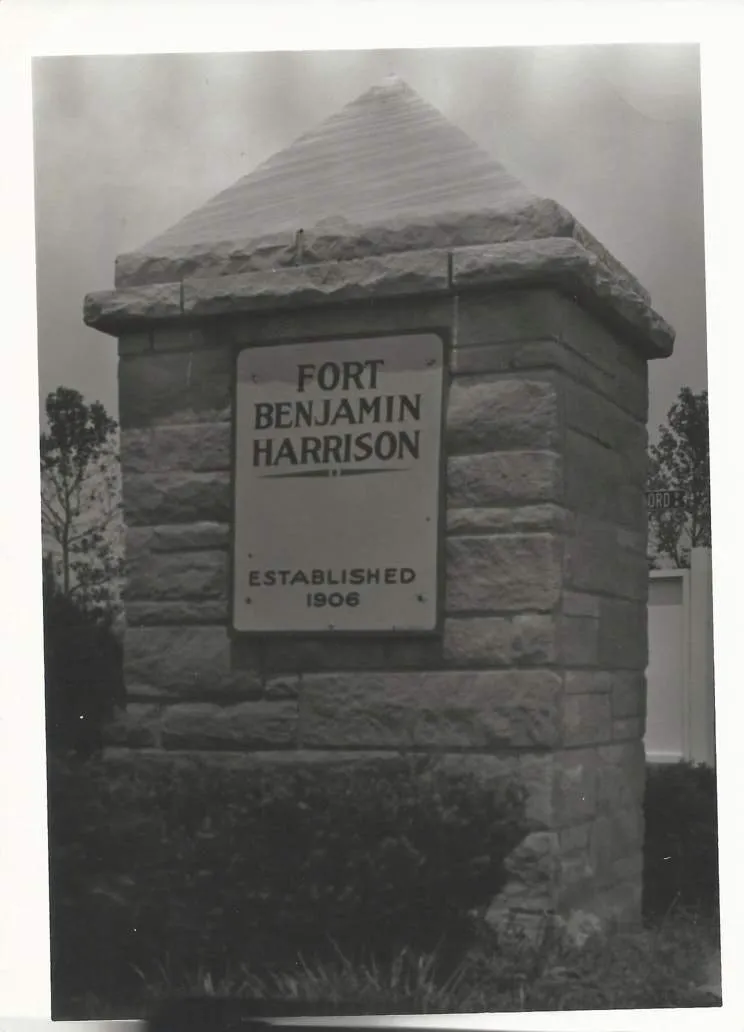 FORT
BENJAMIN
HARRISON
ESTABLISHED
1906